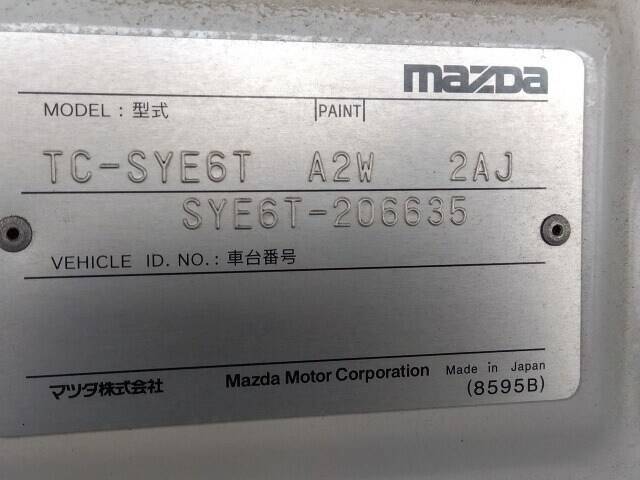 mazda
MODEL : 型式 PAINT
TC-SYE6T A2W 2AJ
SYE6T-206635
VEHICLE ID. NO. : 車台番号
マツダ株式会社 Mazda Motor Corporation Made in Japan
(8595B)